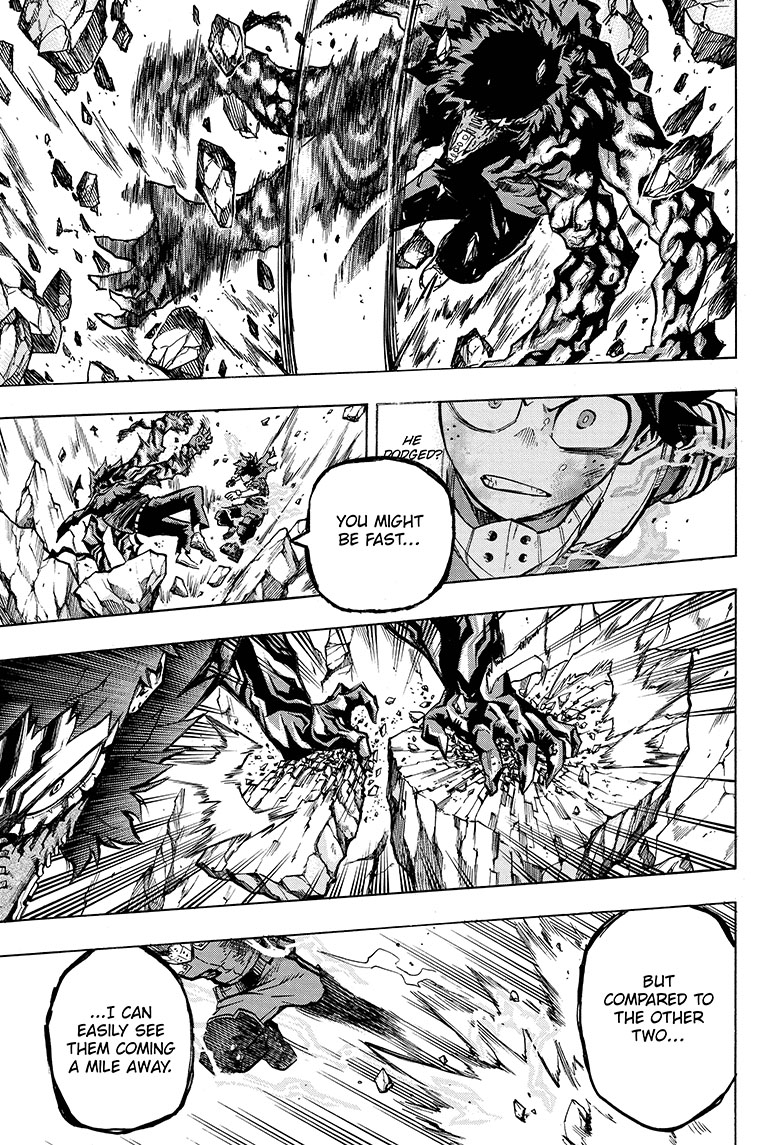 HE
DODGED?
YOU MIGHT
BE FAST...
BUT
COMPARED TO
THE OTHER
TWO...
...I CAN
EASILY SEE
THEM COMING
A MILE AWAY.